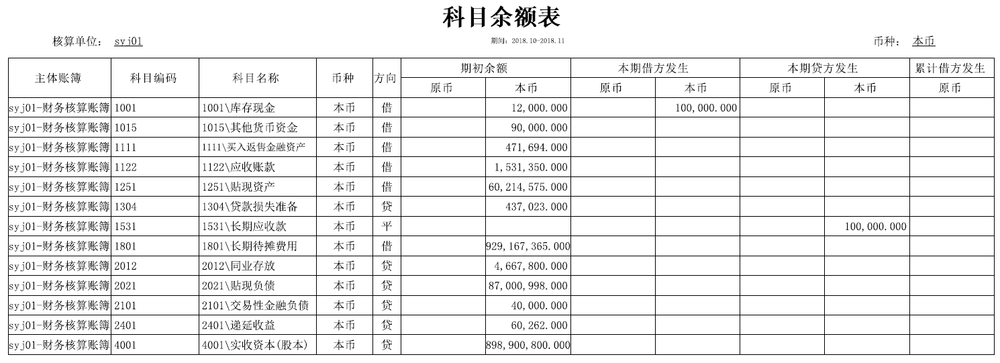 科目余额表
核算单位： syj01 期间：2018.10-2018.11 币种： 本币
主体账簿 科目编码 科目名称 币种 方向 期初余额 本期借方发生 本期贷方发生 累计借方发生
原币 本币 原币 本币 原币 本币 原币
syj01-财务核算账簿 1001 1001\库存现金 本币 借 12,000.000 100,000.000
syj01-财务核算账簿 1015 1015\其他货币资金 本币 借 90,000.000
syj01-财务核算账簿 1111 1111\买入返售金融资产 本币 借 471,694.000
syj01-财务核算账簿 1122 1122\应收账款 本币 借 1,531,350.000
syj01-财务核算账簿 1251 1251\贴现资产 本币 借 60,214,575.000
syj01-财务核算账簿 1304 1304\贷款损失准备 本币 贷 437,023.000
syj01-财务核算账簿 1531 1531\长期应收款 本币 平 100,000.000
syj01-财务核算账簿 1801 1801\长期待摊费用 本币 借 929,167,365.000
syj01-财务核算账簿 2012 2012\同业存放 本币 贷 4,667,800.000
syj01-财务核算账簿 2021 2021\贴现负债 本币 贷 87,000,998.000
syj01-财务核算账簿 2101 2101\交易性金融负债 本币 贷 40,000.000
syj01-财务核算账簿 2401 2401\递延收益 本币 贷 60,262.000
syj01-财务核算账簿 4001 4001\实收资本(股本) 本币 贷 898,900,800.000